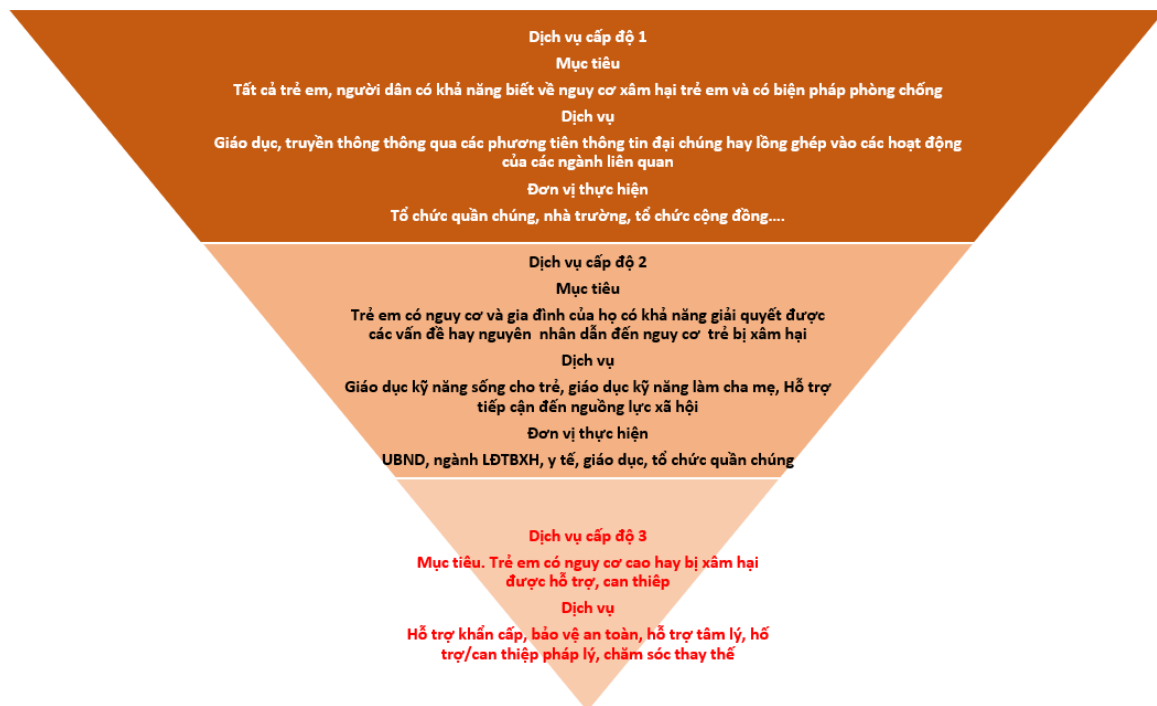 Dịch vụ cấp độ 1
Mục tiêu
Tất cả trẻ em, người dân có khả năng biết về nguy cơ xâm hại trẻ em và có biện pháp phòng chống
Dịch vụ
Giáo dục, truyền thông thông qua các phương tiên thông tin đại chúng hay lồng ghép vào các hoạt động
của các ngành liên quan
Đơn vị thực hiện
Tổ chức quần chúng, nhà trường, tổ chức cộng đồng....
Dịch vụ cấp độ 2
Mục tiêu
Trẻ em có nguy cơ và gia đình của họ có khả năng giải quyết được
các vấn đề hay nguyên nhân dẫn đến nguy cơ trẻ bị xâm hại
Dịch vụ
Giáo dục kỹ năng sống cho trẻ, giáo dục kỹ năng làm cha mẹ, Hỗ trợ
tiếp cận đến nguồng lực xã hội
Đơn vị thực hiện
UBND, ngành LĐTBXH, y tế, giáo dục, tổ chức quần chúng
Dịch vụ cấp độ 3
Mục tiêu. Trẻ em có nguy cơ cao hay bị xâm hại
được hỗ trợ, can thiêp
Dịch vụ
Hỗ trợ khẩn cấp, bảo vệ an toàn, hỗ trợ tâm lý, hố
trợ/can thiệp pháp lý, chăm sóc thay thế